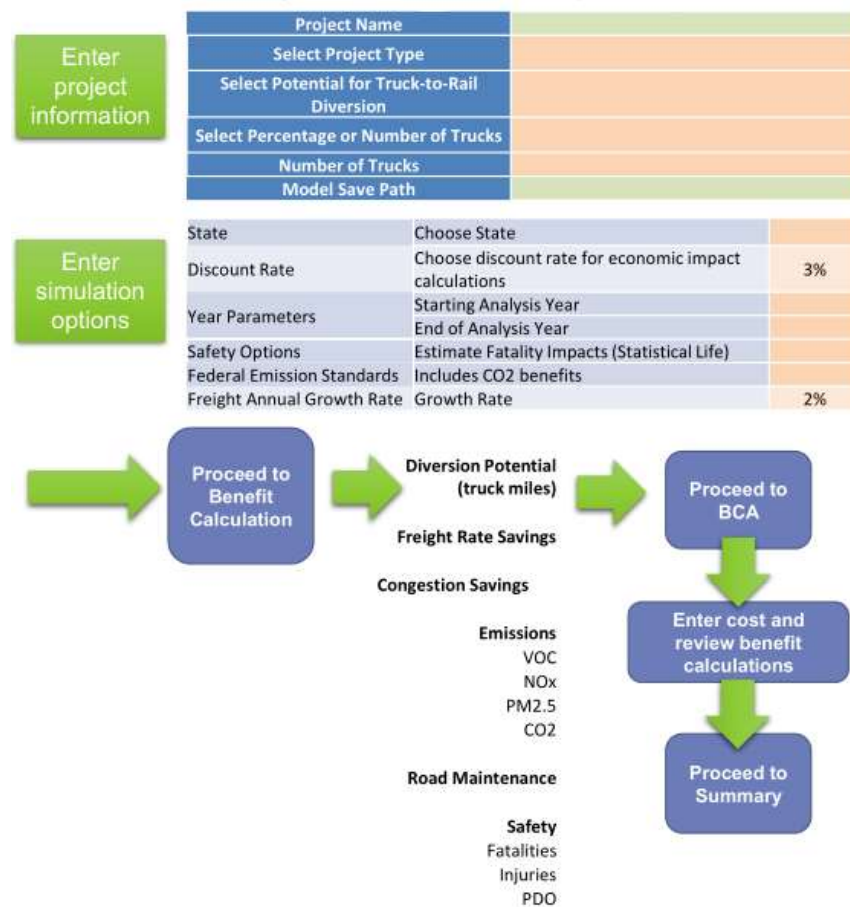 Enter
project
information
Project Name
Select Project Type
Select Potential for Truck-to-Rail
Diversion
Select Percentage or Number of Trucks
Number of Trucks
Model Save Path
Enter
simulation
options
State Choose State
Discount Rate Choose discount rate for economic impact
calculations 3%
Year Parameters Starting Analysis Year
End of Analysis Year
Safety Options Estimate Fatality Impacts (Statistical Life)
Federal Emission Standards Includes CO2 benefits
Freight Annual Growth Rate Growth Rate 2%
Proceed to
Benefit
Calculation
Diversion Potential
(truck miles)
Freight Rate Savings
Congestion Savings
Emissions
VOC
NOx
PM2.5
CO2
Road Maintenance
Safety
Fatalities
Injuries
PDO
Proceed to
BCA
Enter cost and
review benefit
calculations
Proceed to
Summary